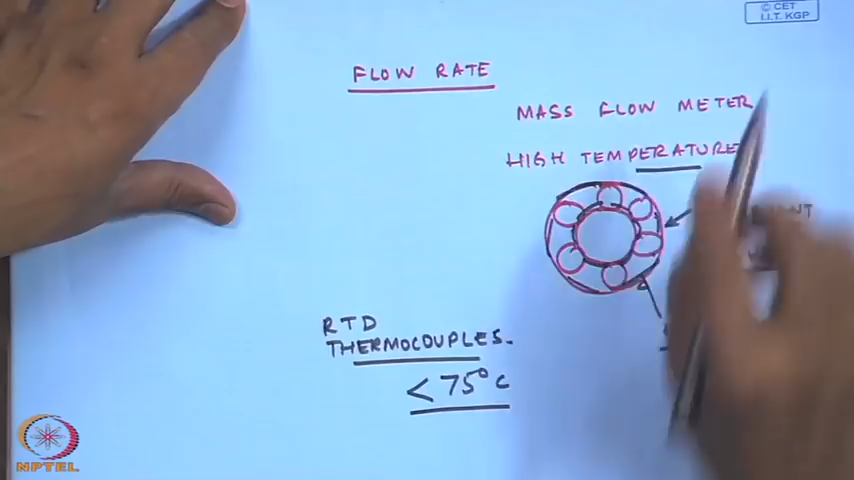 © CET
I.I.T. KGP
FLOW RATE
MASS FLOW METER
HIGH TEMPERATURE
RTD
THERMOCOUPLES.
< 75°C
NPTEL